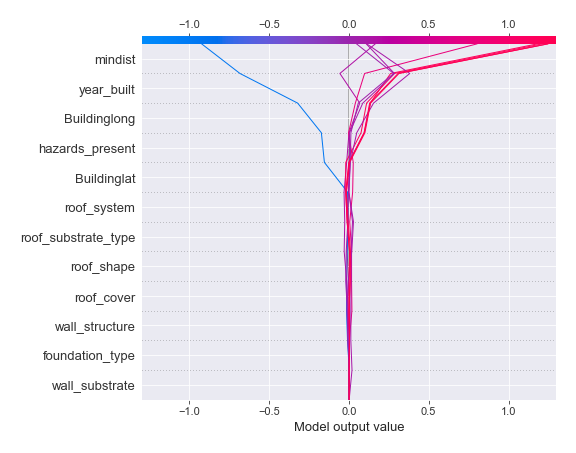 −1.0 −0.5 0.0 0.5 1.0
mindist
year_built
Buildinglong
hazards_present
Buildinglat
roof_system
roof_substrate_type
roof_shape
roof_cover
wall_structure
foundation_type
wall_substrate
−1.0 −0.5 0.0 0.5 1.0
Model output value